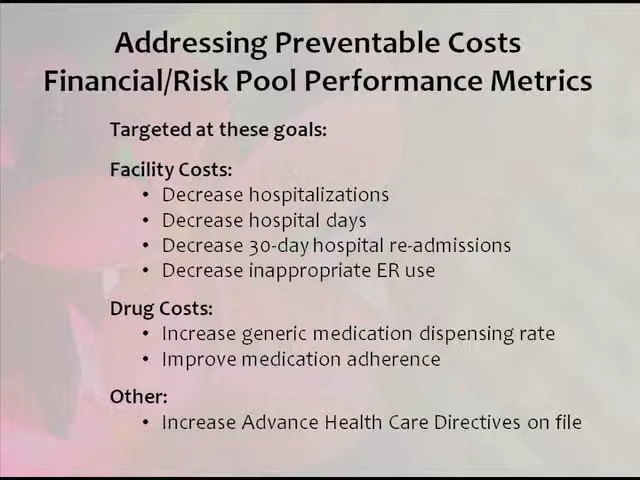 Addressing Preventable Costs
Financial/Risk Pool Performance Metrics
Targeted at these goals:
Facility Costs:
• Decrease hospitalizations
• Decrease hospital days
• Decrease 30-day hospital re-admissions
• Decrease inappropriate ER use
Drug Costs:
• Increase generic medication dispensing rate
• Improve medication adherence
Other:
• Increase Advance Health Care Directives on file